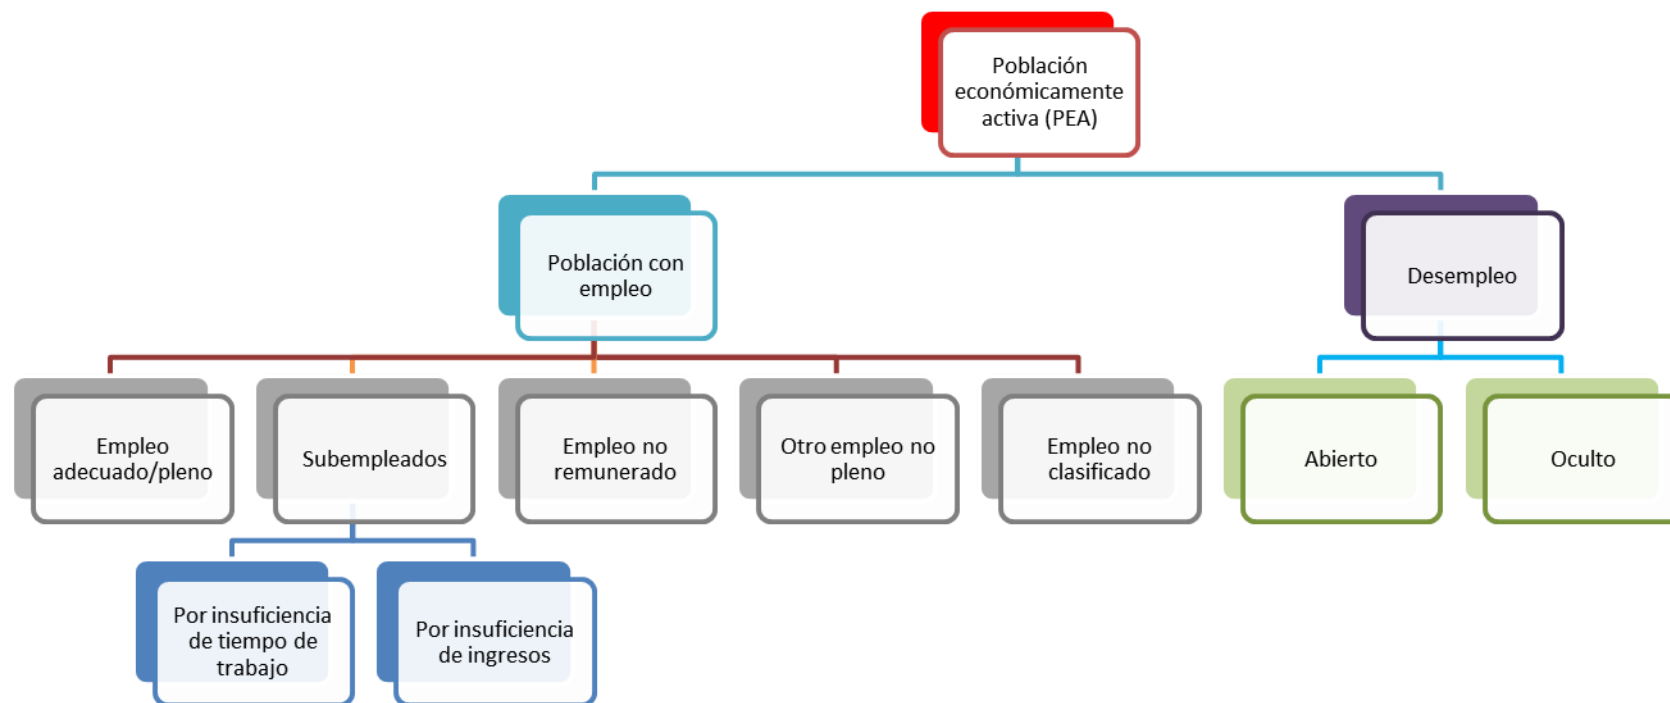 Población
económicamente
activa (PEA)
Población con
empleo
Desempleo
Empleo
adecuado/pleno
Subempleados
Empleo no
remunerado
Otro empleo no
pleno
Empleo no
clasificado
Abierto
Oculto
Por insuficiencia
de tiempo de
trabajo
Por insuficiencia
de ingresos